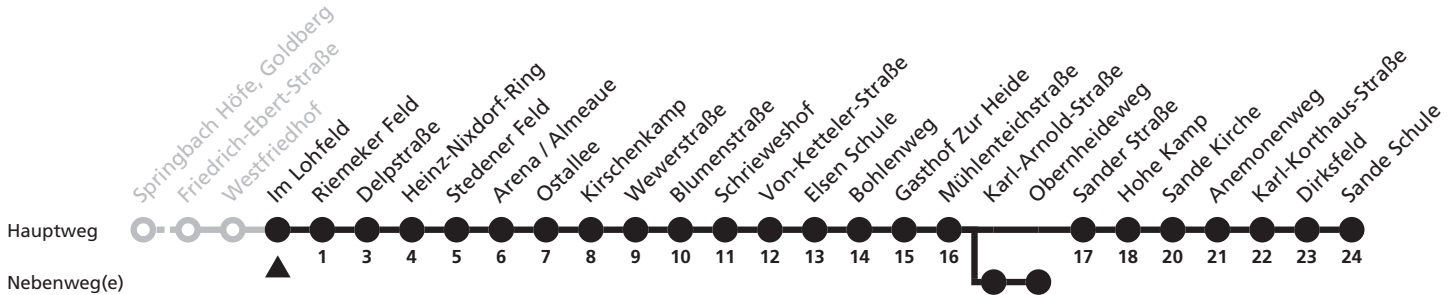 Springbach Höfe, Goldberg
Friedrich-Ebert-Straße
Westfriedhof
Im Lohfeld
Riemeker Feld
Delpstraße
Heinz-Nixdorf-Ring
Stedener Feld
Arena / Almeaue
Ostallee
Kirschenkamp
Wewerstraße
Blumenstraße
Schrieweshof
Von-Ketteler-Straße
Elsen Schule
Bohlenweg
Gasthof Zur Heide
Mühlenteichstraße
Karl-Arnold-Straße
Obernheideweg
Sander Straße
Hohe Kamp
Sande Kirche
Anemonenweg
Karl-Korthaus-Straße
Dirksfeld
Sande Schule
Hauptweg
1 3 4 5 6 7 8 9 10 11 12 13 14 15 16 17 18 20 21 22 23 24
Nebenweg(e)